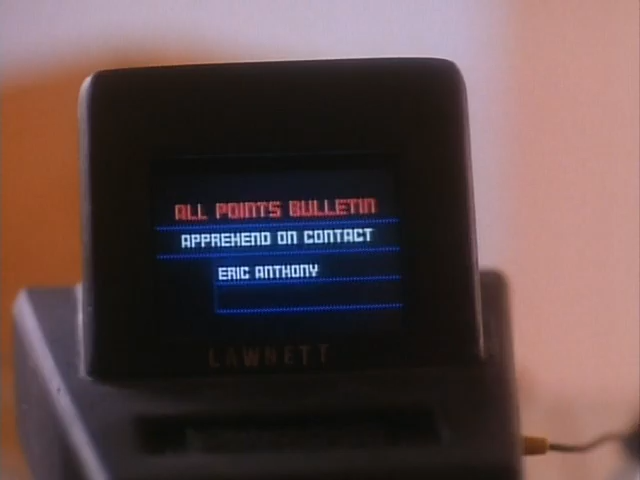 ALL POINTS BULLETIN
APPREHEND ON CONTACT
ERIC ANTHONY
LAWNETT